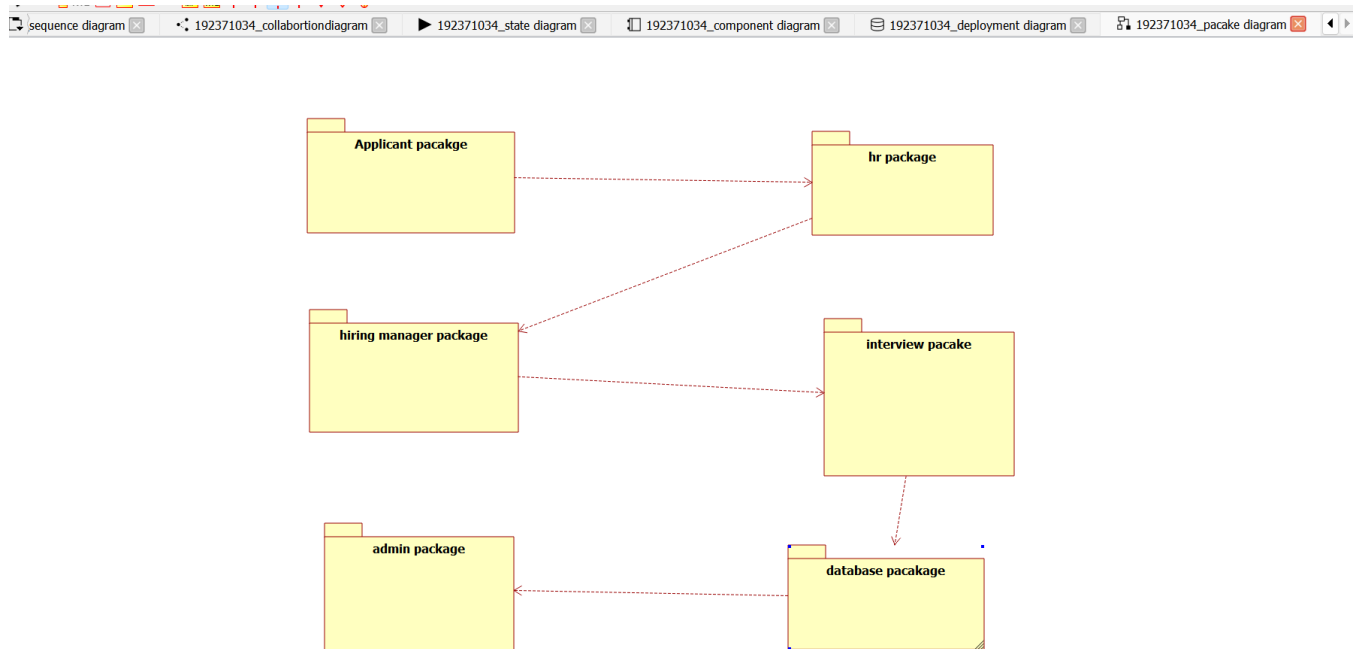 sequence diagram
192371034_collabortiondiagram
192371034_state diagram
192371034_component diagram
192371034_deployment diagram
192371034_pacake diagram
Applicant pacakge
hr package
hiring manager package
interview pacake
admin package
database pacakage